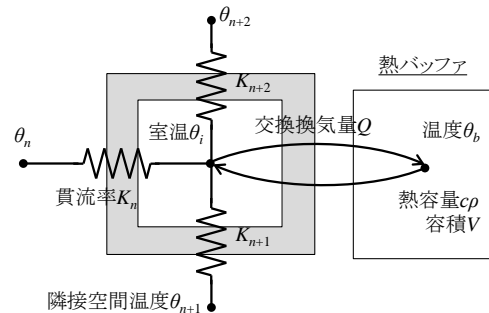 θn+2
熱バッファ
Kn+2
室温θi
交換換気量Q
温度θb
θn
貫流率Kn
熱容量cρ
容積V
Kn+1
隣接空間温度θn+1